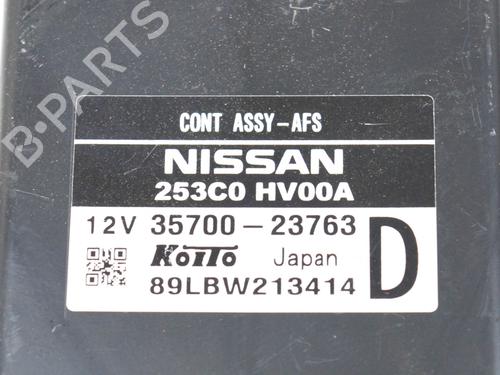 B-PARTS
CONT ASSY-AFS
NISSAN
253C0 HV00A
12V 35700-23763
KOITO Japan D
89LBW213414